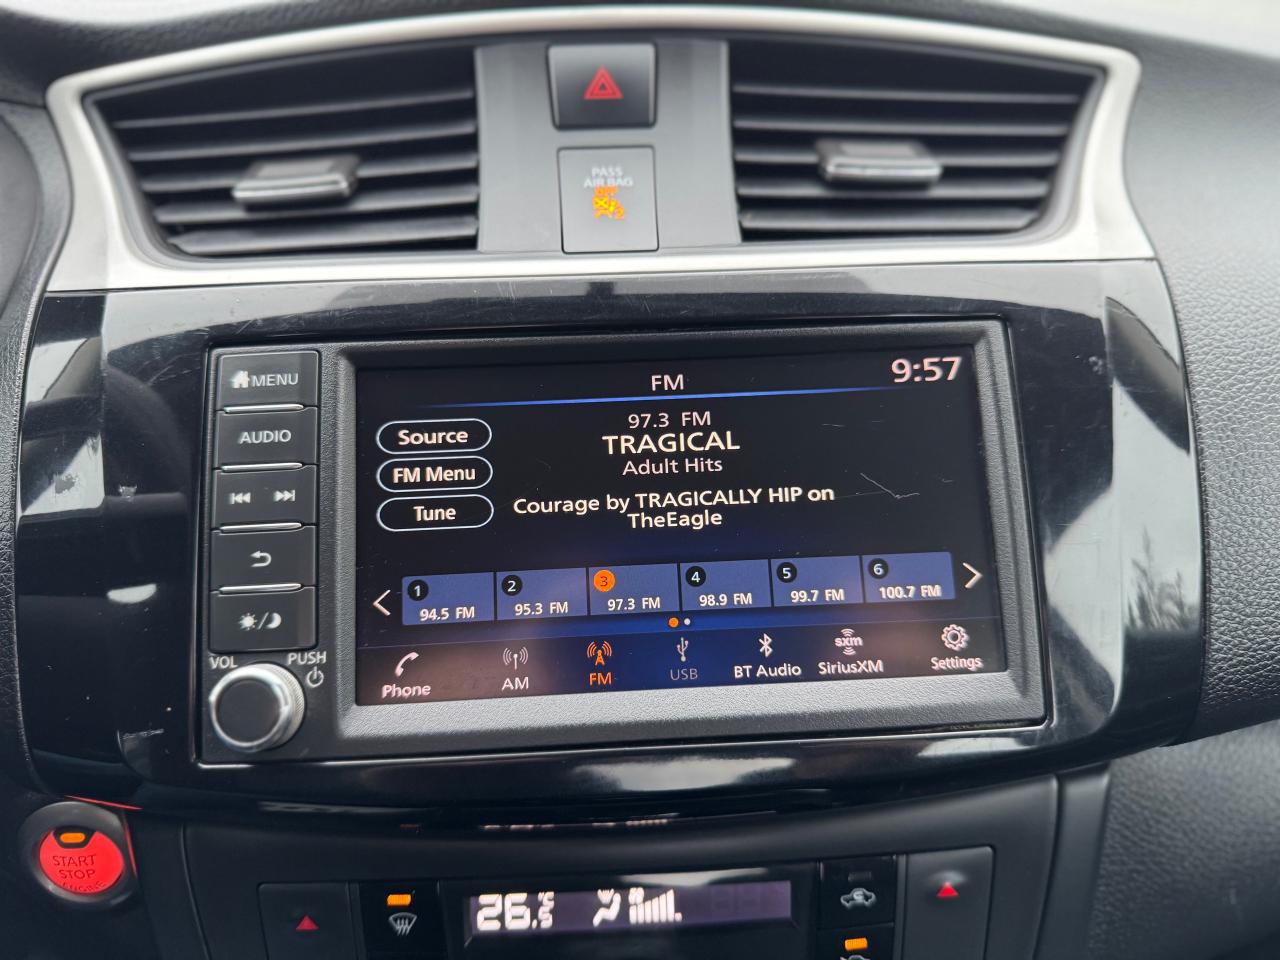 PASS
AIR BAG
OFF
2
MENU
AUDIO
VOL
PUSH
FM
9:57
97.3 FM
TRAGICAL
Adult Hits
Source
FM Menu
Tune
Courage by TRAGICALLY HIP on
TheEagle
1 94.5 FM
2 95.3 FM
3 97.3 FM
4 98.9 FM
5 99.7 FM
6 100.7 FM
Phone
AM
FM
USB
BT Audio
sxm
SiriusXM
Settings
START
STOP
ENGINE
26.5°C